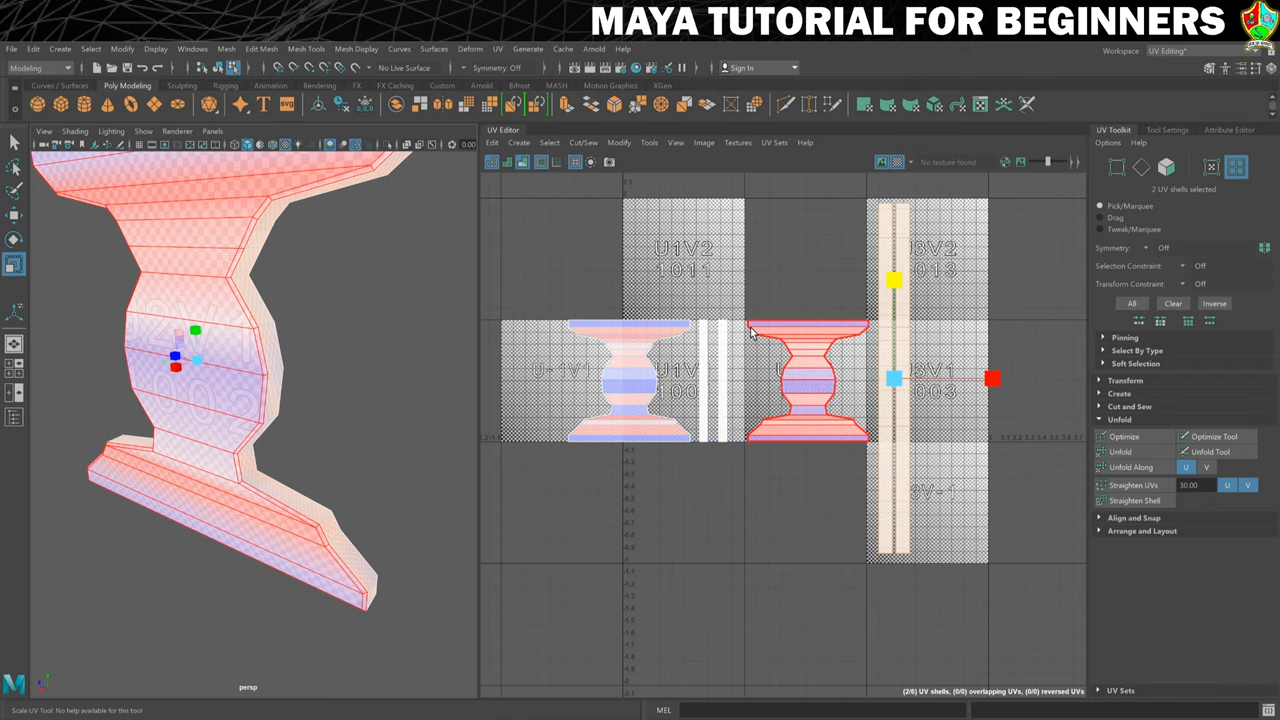 MAYA TUTORIAL FOR BEGINNERS
File Edit Create Select Modify Display Windows Mesh Edit Mesh Mesh Tools Mesh Display Curves Surfaces Deform UV Generate Cache Arnold Help
Workspace : UV Editing*
Modeling No Live Surface Symmetry: Off Sign In
Curves / Surfaces Poly Modeling Sculpting Rigging Animation Rendering FX FX Caching Custom Arnold Bifrost MASH Motion Graphics XGen
View Shading Lighting Show Renderer Panels
0.00
UV Editor
Edit Create Select Cut/Sew Modify Tools View Image Textures UV Sets Help
No texture found
UV Toolkit Tool Settings Attribute Editor
Options Help
2 UV shells selected
Pick/Marquee
Drag
Tweak/Marquee
Symmetry: Off
Selection Constraint: Off
Transform Constraint: Off
All Clear Inverse
Pinning
Select By Type
Soft Selection
Transform
Create
Cut and Sew
Unfold
Optimize Optimize Tool
Unfold Unfold Tool
Unfold Along U V
Straighten UVs 30.00 U V
Straighten Shell
Align and Snap
Arrange and Layout
UV Sets
U1V2
U-1V1
persp
(2/6) UV shells, (0/0) overlapping UVs, (0/0) reversed UVs
Scale UV Tool: No help available for this tool
MEL